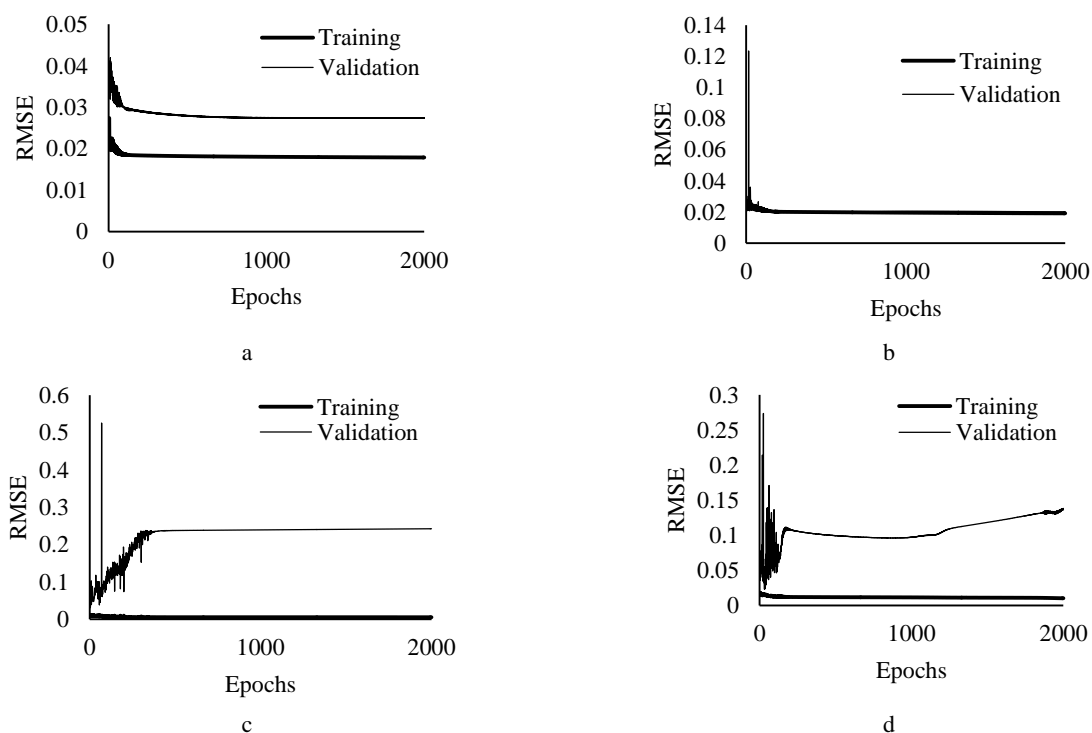 0.05
0.04
0.03
0.02
0.01
0
RMSE
Training
Validation
0
1000
2000
Epochs
a
0.14
0.12
0.1
0.08
0.06
0.04
0.02
0
RMSE
Training
Validation
0
1000
2000
Epochs
b
0.6
0.5
0.4
0.3
0.2
0.1
0
RMSE
Training
Validation
0
1000
2000
Epochs
c
0.3
0.25
0.2
0.15
0.1
0.05
0
RMSE
Training
Validation
0
1000
2000
Epochs
d